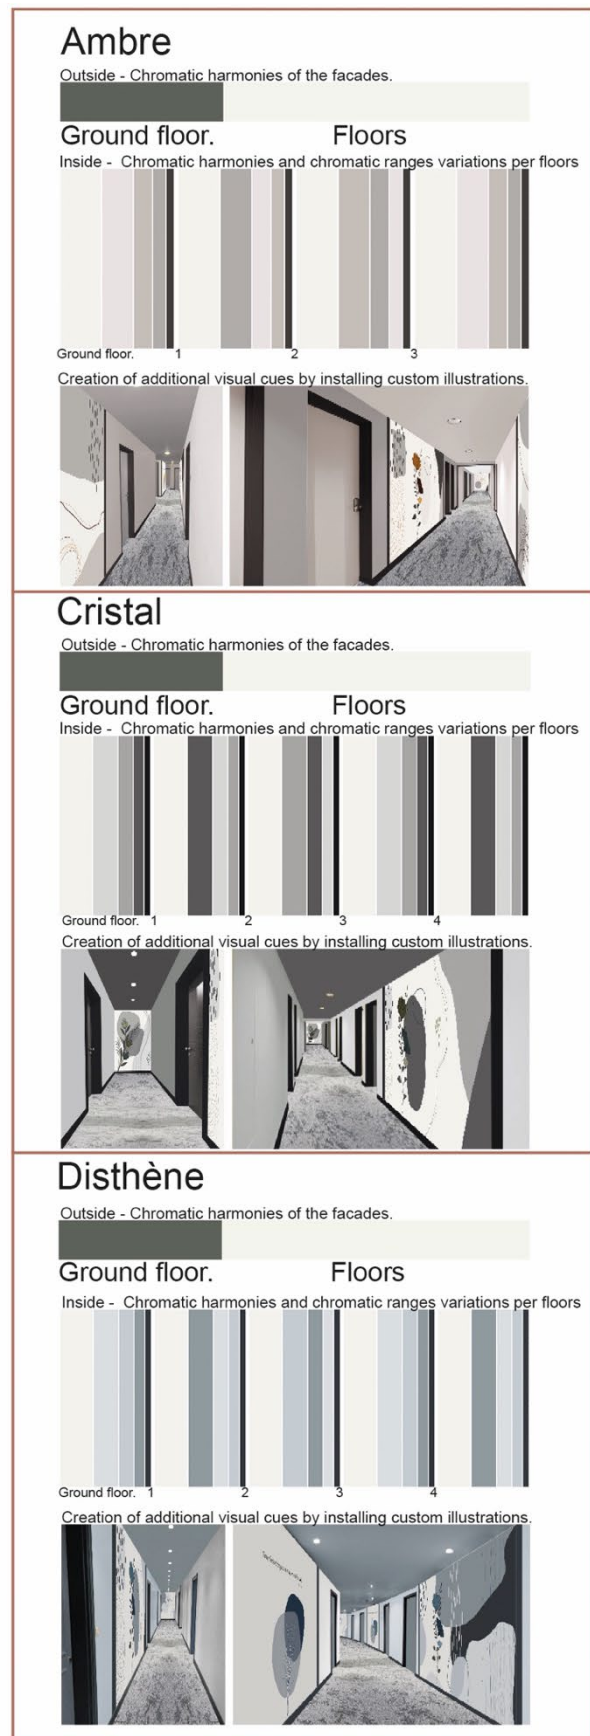 Ambre
Outside - Chromatic harmonies of the facades.
Ground floor. Floors
Inside - Chromatic harmonies and chromatic ranges variations per floors
Ground floor. 1 2 3
Creation of additional visual cues by installing custom illustrations.
Cristal
Outside - Chromatic harmonies of the facades.
Ground floor. Floors
Inside - Chromatic harmonies and chromatic ranges variations per floors
Ground floor. 1 2 3 4
Creation of additional visual cues by installing custom illustrations.
Disthène
Outside - Chromatic harmonies of the facades.
Ground floor. Floors
Inside - Chromatic harmonies and chromatic ranges variations per floors
Ground floor. 1 2 3 4
Creation of additional visual cues by installing custom illustrations.